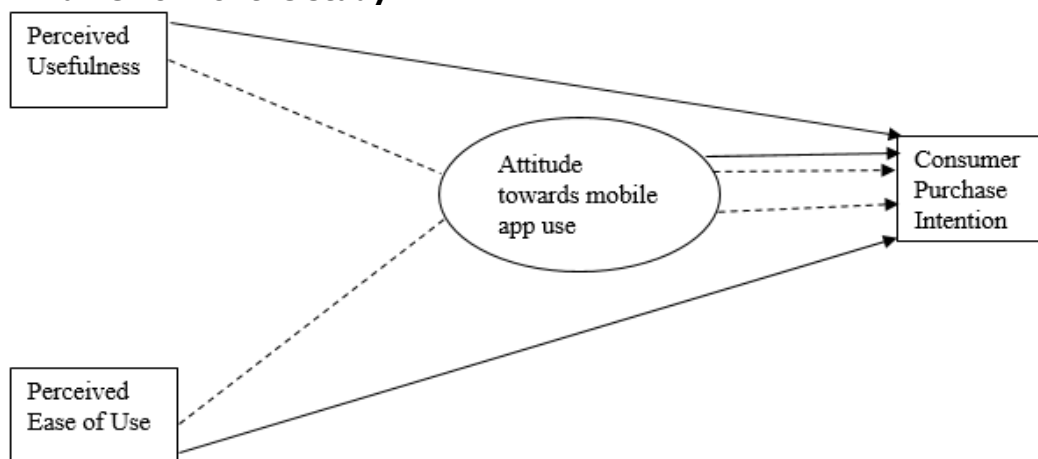 Perceived
Usefulness
Attitude
towards mobile
app use
Consumer
Purchase
Intention
Perceived
Ease of Use